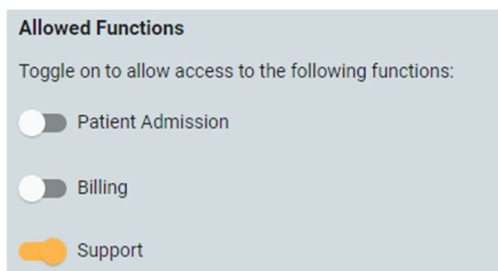 Allowed Functions
Toggle on to allow access to the following functions:
Patient Admission
Billing
Support